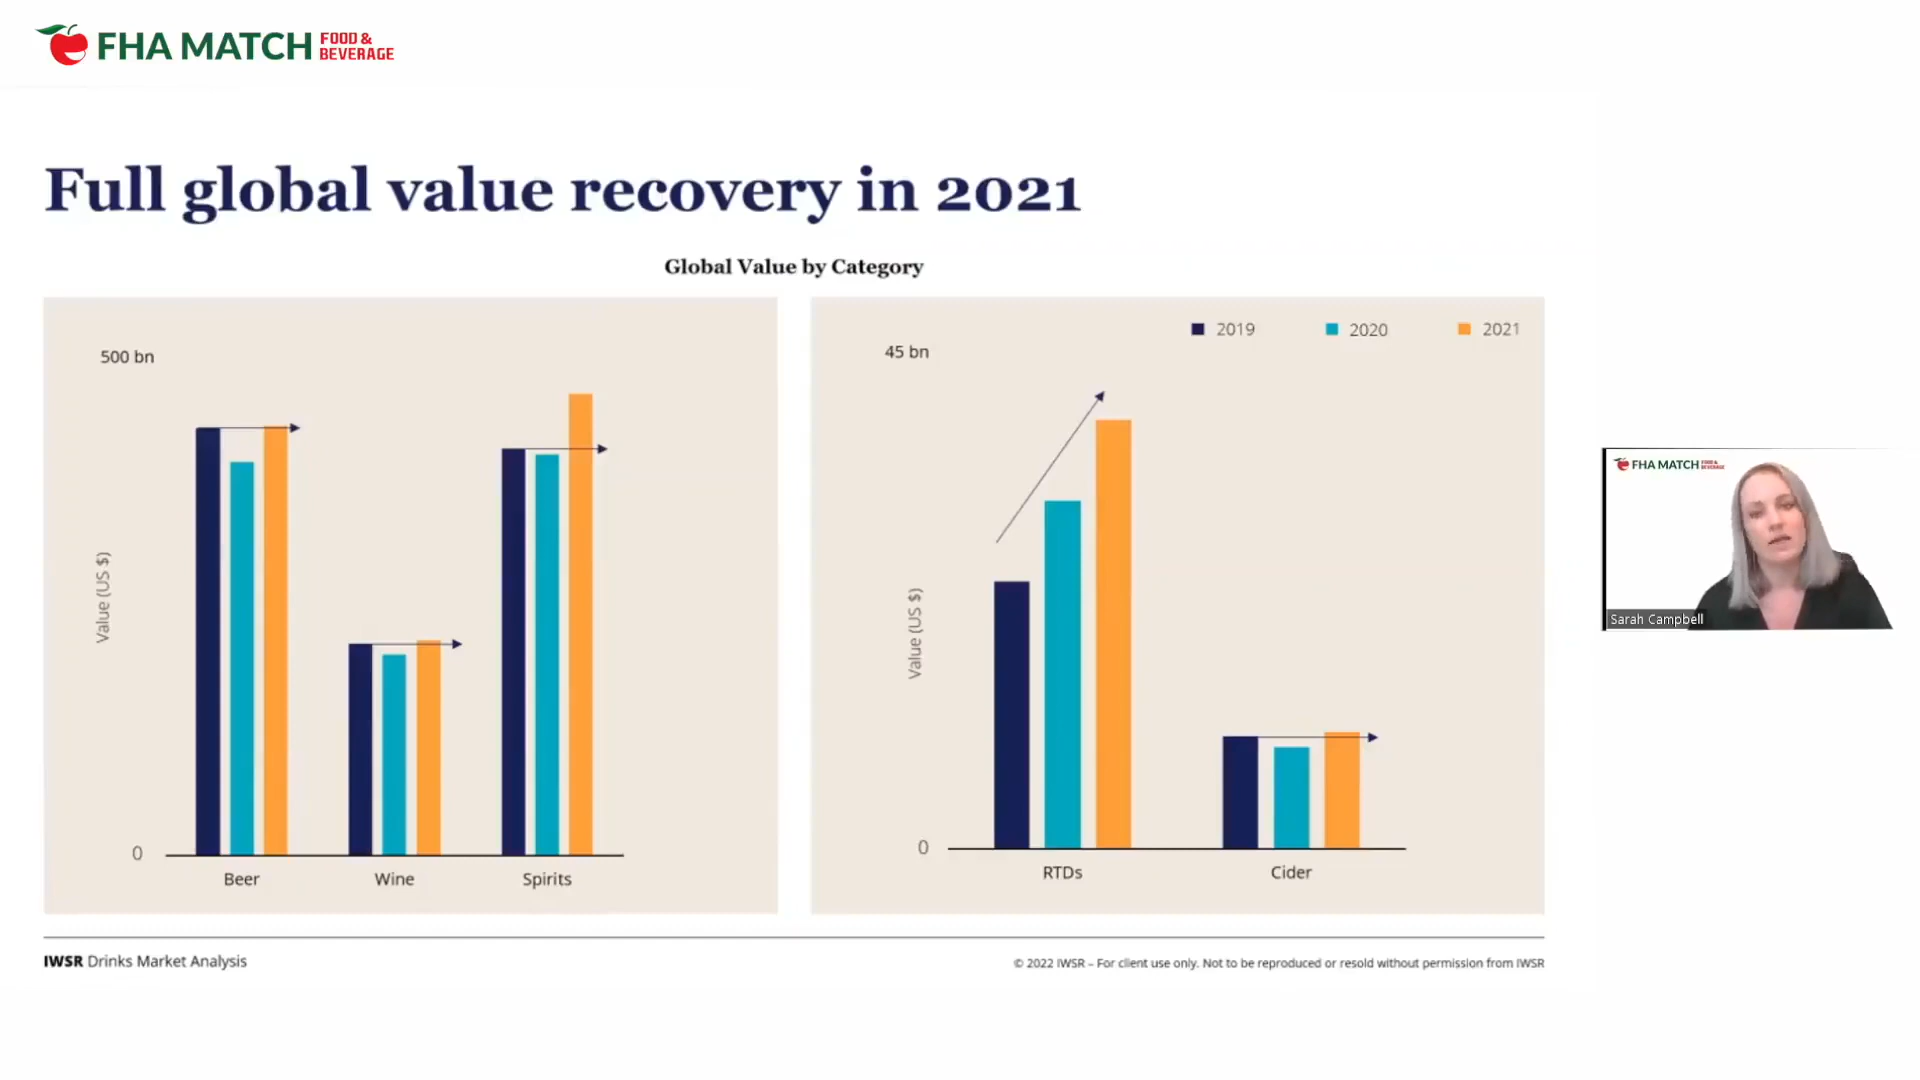 FHA MATCH FOOD & BEVERAGE
Full global value recovery in 2021
Global Value by Category
500 bn
Value (US $)
0
Beer
Wine
Spirits
2019
2020
2021
45 bn
Value (US $)
0
RTDs
Cider
FHA MATCH FOOD & BEVERAGE
Sarah Campbell
IWSR Drinks Market Analysis
© 2022 IWSR – For client use only. Not to be reproduced or resold without permission from IWSR